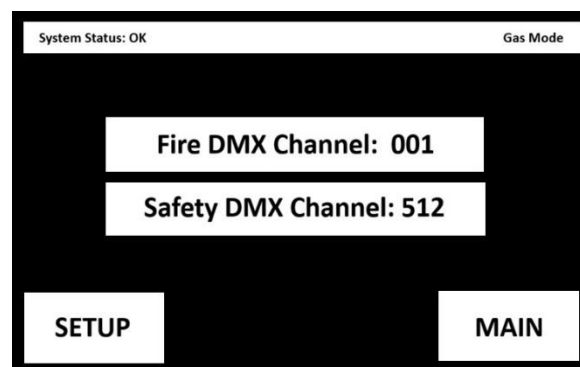 System Status: OK Gas Mode
Fire DMX Channel: 001
Safety DMX Channel: 512
SETUP MAIN